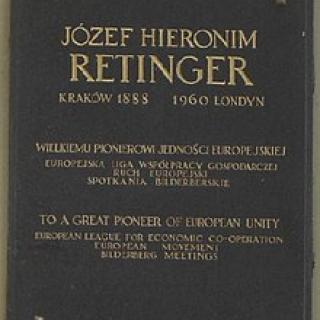 JÓZEF HIERONIM
RETINGER
KRAKÓW 1888 1960 LONDYN
WIELKIEMU PIONIEROWI JEDNOŚCI EUROPEJSKIEJ
EUROPEJSKA LIGA WSPÓŁPRACY GOSPODARCZEJ
RUCH EUROPEJSKI
SPOTKANIA BILDERBERSKIE
TO A GREAT PIONEER OF EUROPEAN UNITY
EUROPEAN LEAGUE FOR ECONOMIC CO-OPERATION
EUROPEAN MOVEMENT
BILDERBERG MEETINGS